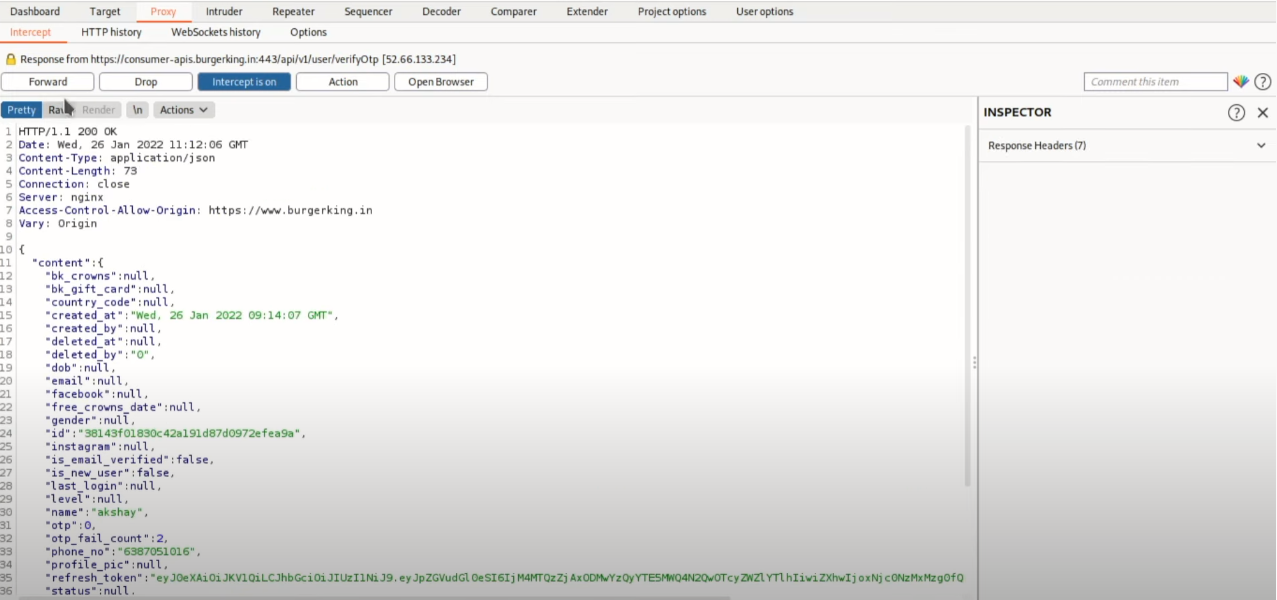 Dashboard Target Proxy Intruder Repeater Sequencer Decoder Comparer Extender Project options User options
Intercept HTTP history WebSockets history Options
Response from https://consumer-apis.burgerking.in:443/api/v1/user/verifyOtp [52.66.133.234]
Forward Drop Intercept is on Action Open Browser Comment this item ?
Pretty Raw Render \n Actions INSPECTOR ?
Response Headers (7)
1 HTTP/1.1 200 OK
2 Date: Wed, 26 Jan 2022 11:12:06 GMT
3 Content-Type: application/json
4 Content-Length: 73
5 Connection: close
6 Server: nginx
7 Access-Control-Allow-Origin: https://www.burgerking.in
8 Vary: Origin
9
10 {
11 "content":{
12 "bk_crowns":null,
13 "bk_gift_card":null,
14 "country_code":null,
15 "created_at":"Wed, 26 Jan 2022 09:14:07 GMT",
16 "created_by":null,
17 "deleted_at":null,
18 "deleted_by":"0",
19 "dob":null,
20 "email":null,
21 "facebook":null,
22 "free_crowns_date":null,
23 "gender":null,
24 "id":"38143f01830c42a191d87d0972efea9a",
25 "instagram":null,
26 "is_email_verified":false,
27 "is_new_user":false,
28 "last_login":null,
29 "level":null,
30 "name":"akshay",
31 "otp":0,
32 "otp_fail_count":2,
33 "phone_no":"6387051016",
34 "profile_pic":null,
35 "refresh_token":
36 "status":null.